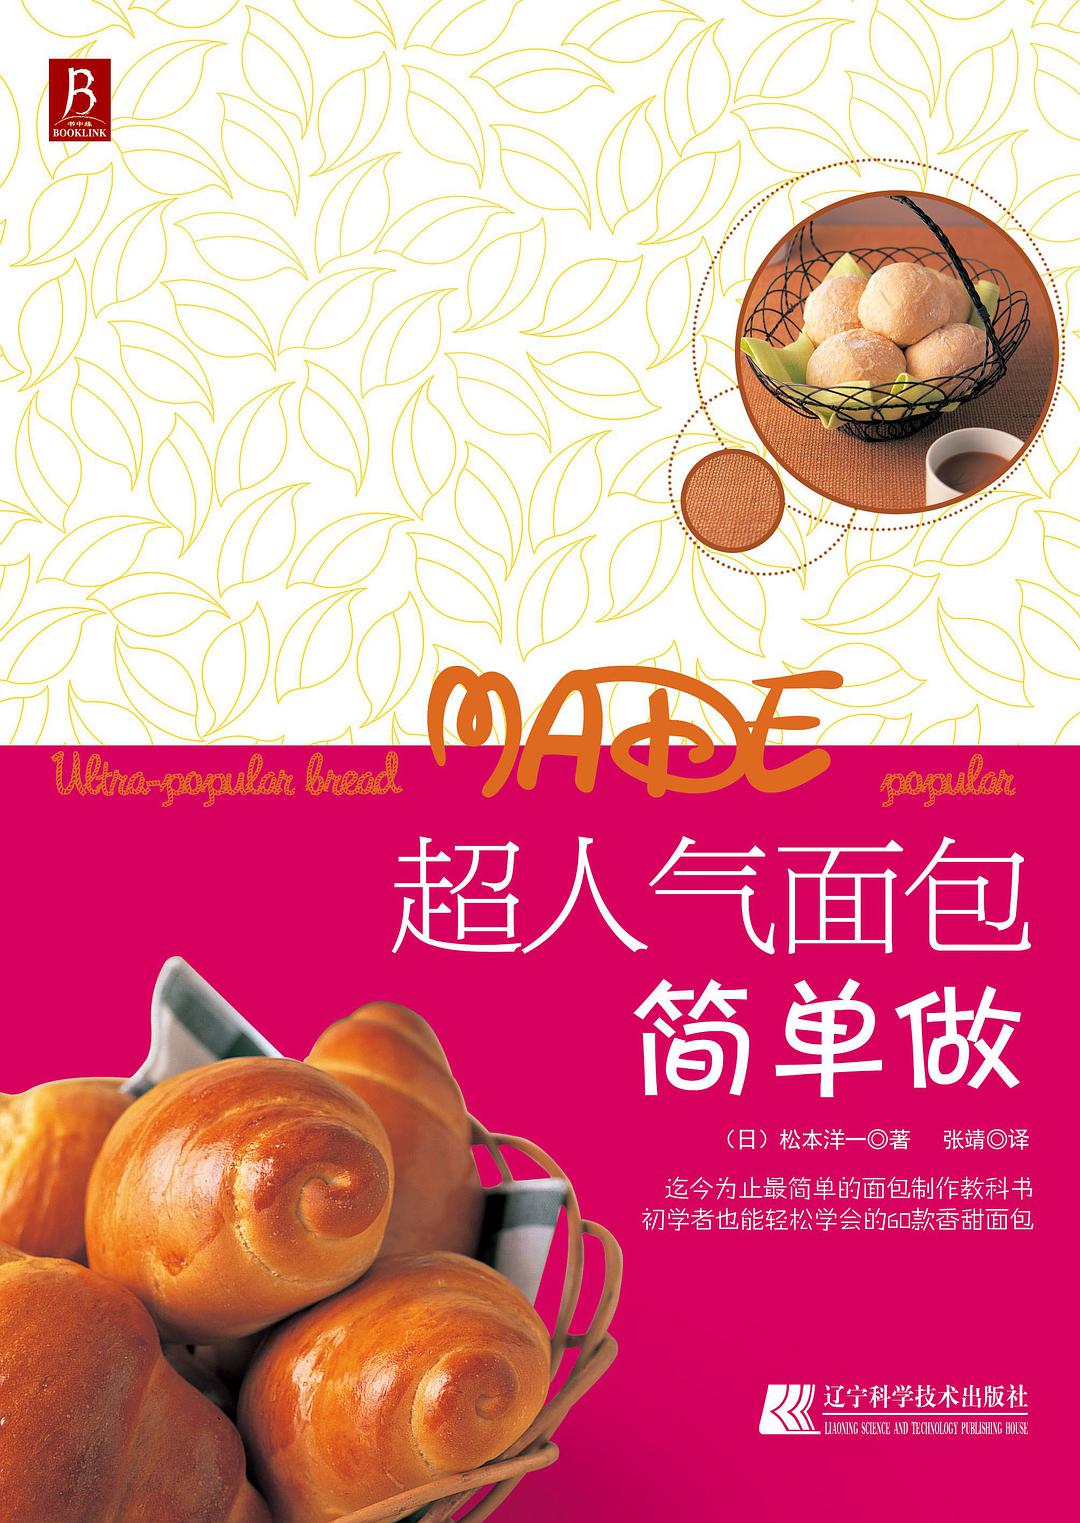 B
书中缘
BOOKLINK
MADE
Ultra-popular bread
popular
超人气面包
简单做
（日）松本洋一◎著 张靖◎译
迄今为止最简单的面包制作教科书
初学者也能轻松学会的60款香甜面包
辽宁科学技术出版社
LIAONING SCIENCE AND TECHNOLOGY PUBLISHING HOUSE